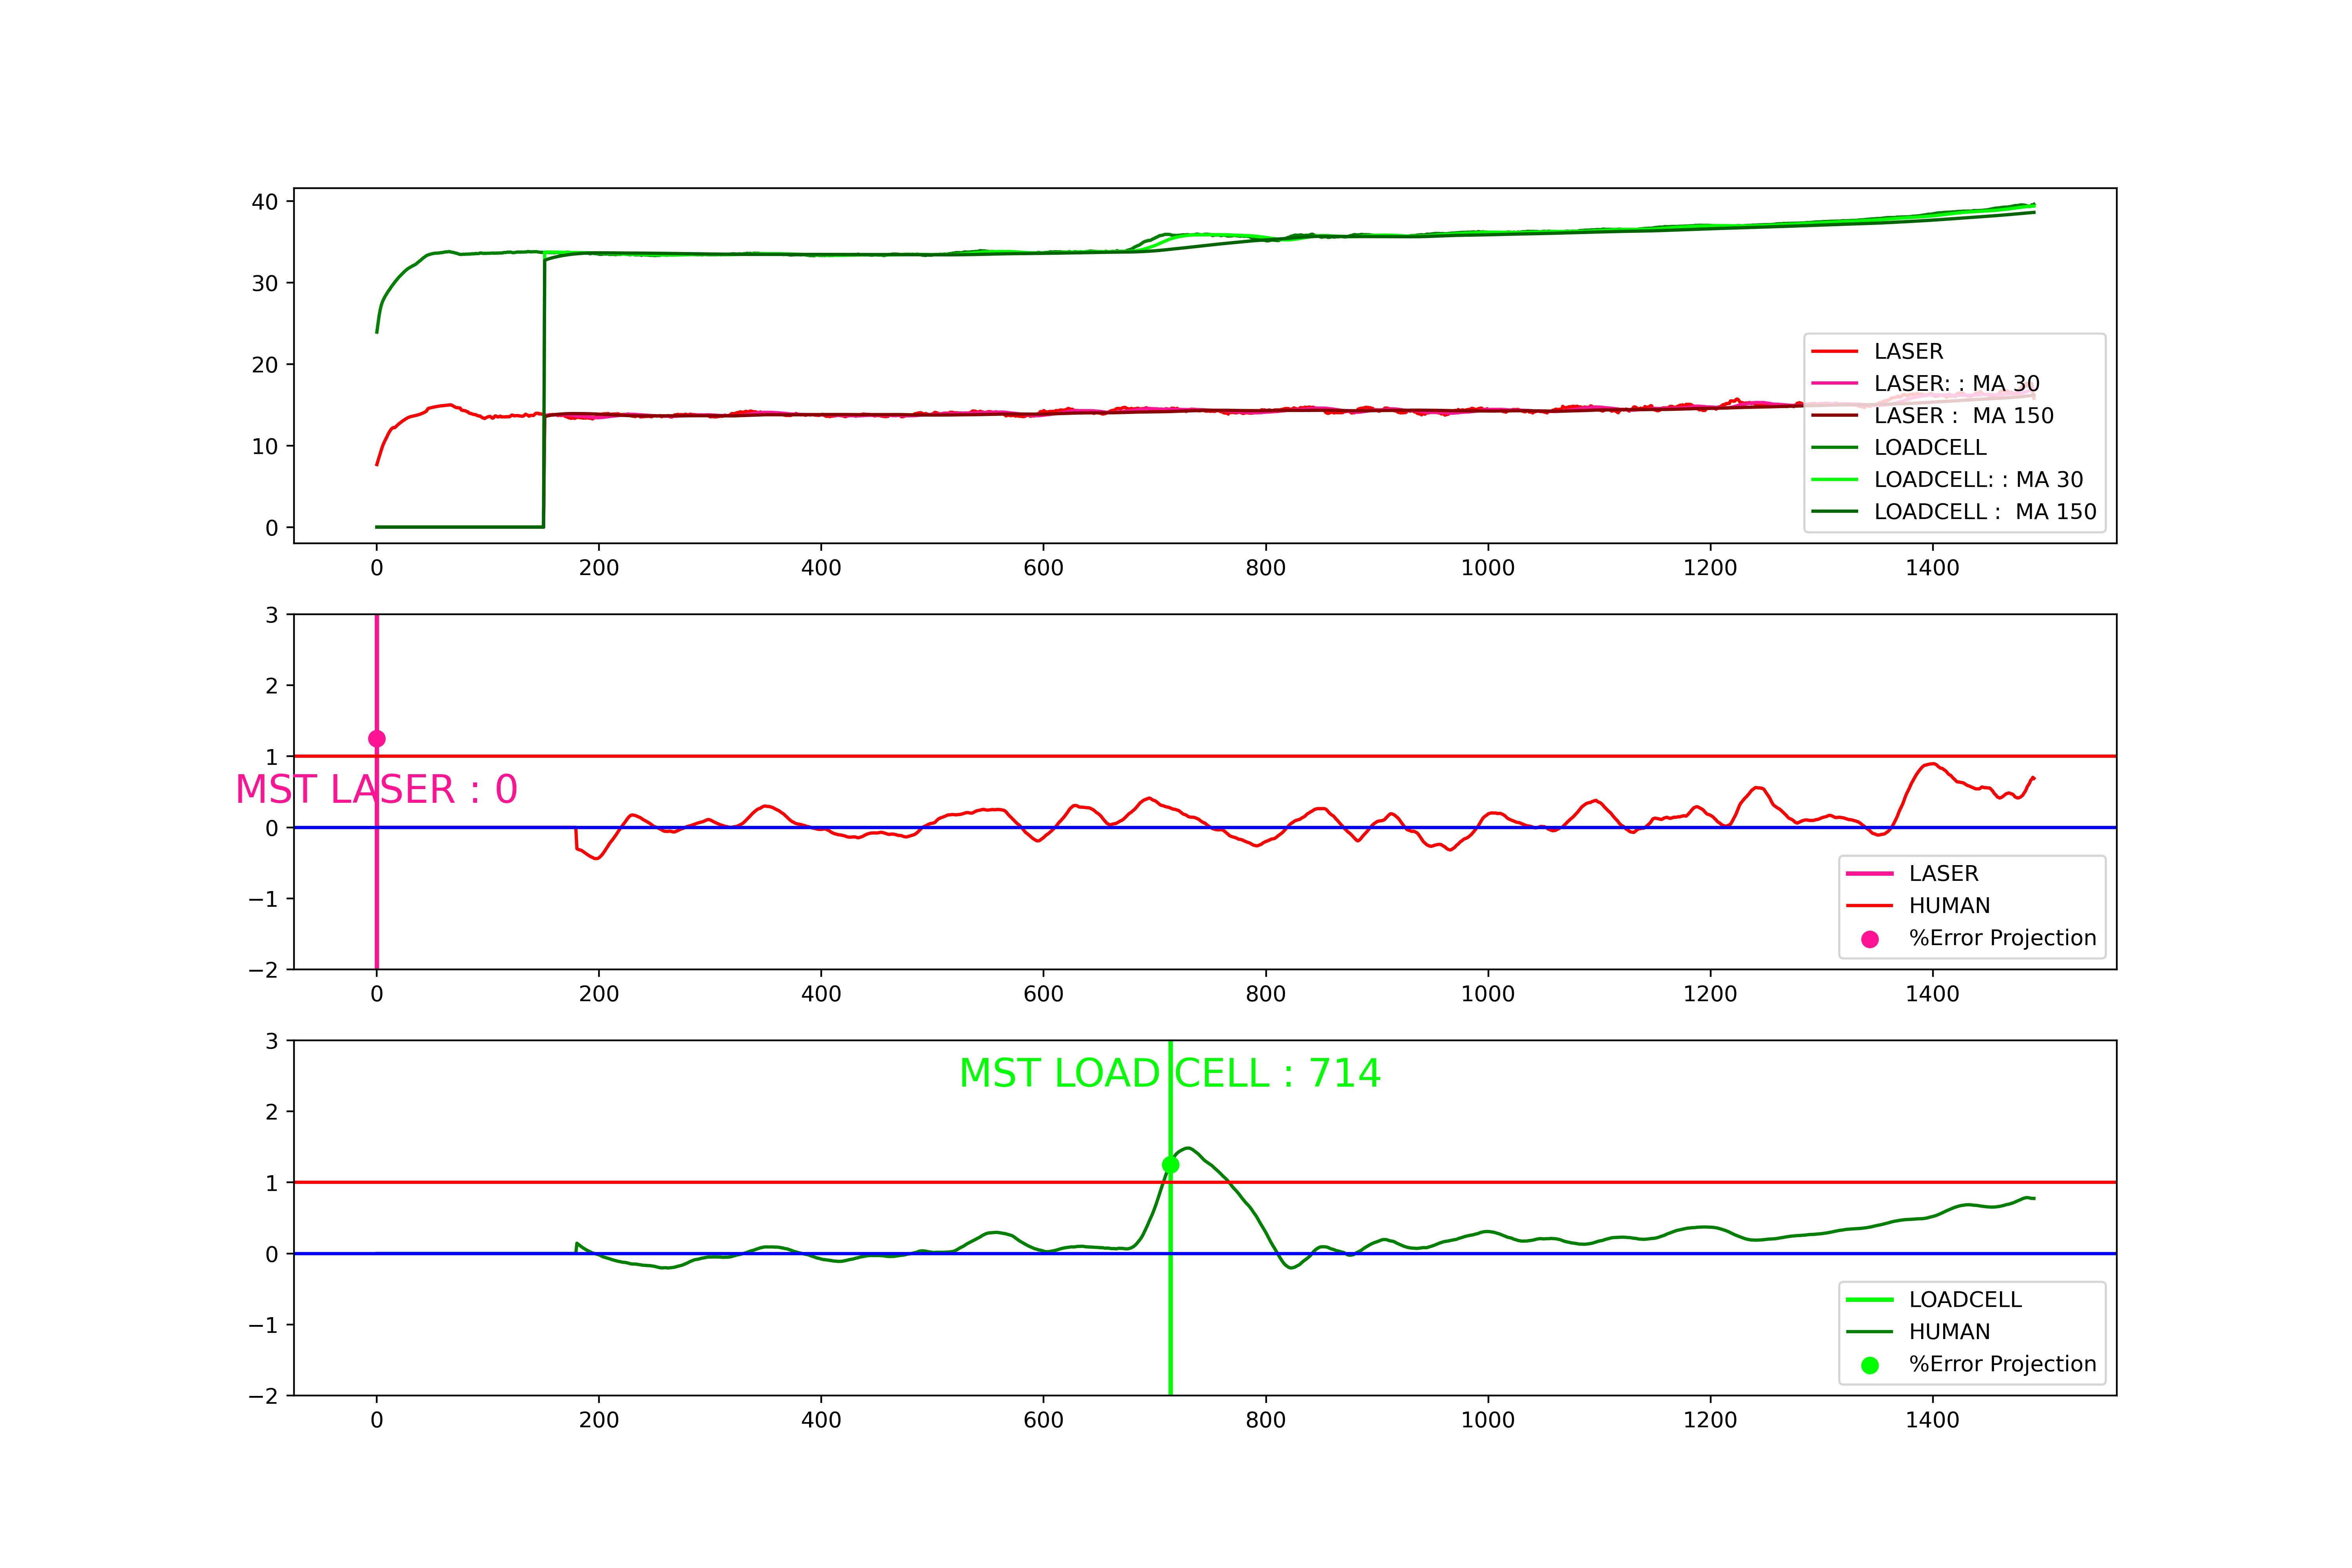 40
30
20
10
0
LASER
LASER: : MA 30
LASER :  MA 150
LOADCELL
LOADCELL: : MA 30
LOADCELL :  MA 150
0 200 400 600 800 1000 1200 1400
3
2
1
0
−1
−2
MST LASER : 0
LASER
HUMAN
%Error Projection
0 200 400 600 800 1000 1200 1400
3
2
1
0
−1
−2
MST LOAD CELL : 714
LOADCELL
HUMAN
%Error Projection
0 200 400 600 800 1000 1200 1400